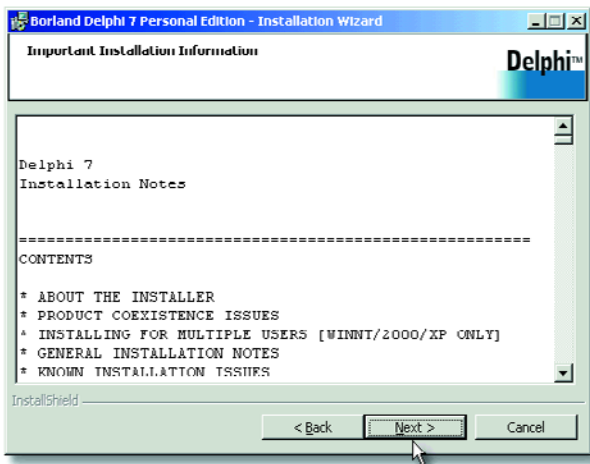 Borland Delphi 7 Personal Edition - Installation Wizard
Important Installation Information
Delphi™
Delphi 7
Installation Notes
=======================================================
CONTENTS
* ABOUT THE INSTALLER
* PRODUCT COEXISTENCE ISSUES
* INSTALLING FOR MULTIPLE USERS [WINNT/2000/XP ONLY]
* GENERAL INSTALLATION NOTES
* KNOWN INSTALLATION ISSUES
InstallShield
< Back
Next >
Cancel